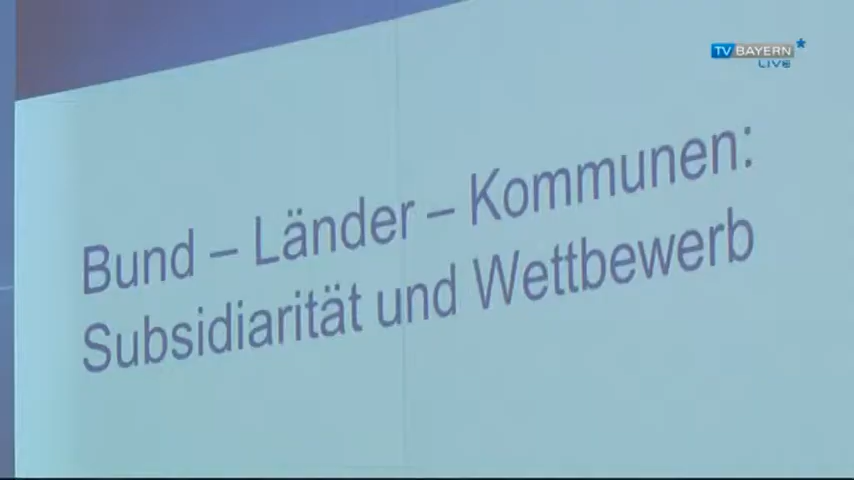 TV BAYERN
LIVE
Bund – Länder – Kommunen:
Subsidiarität und Wettbewerb